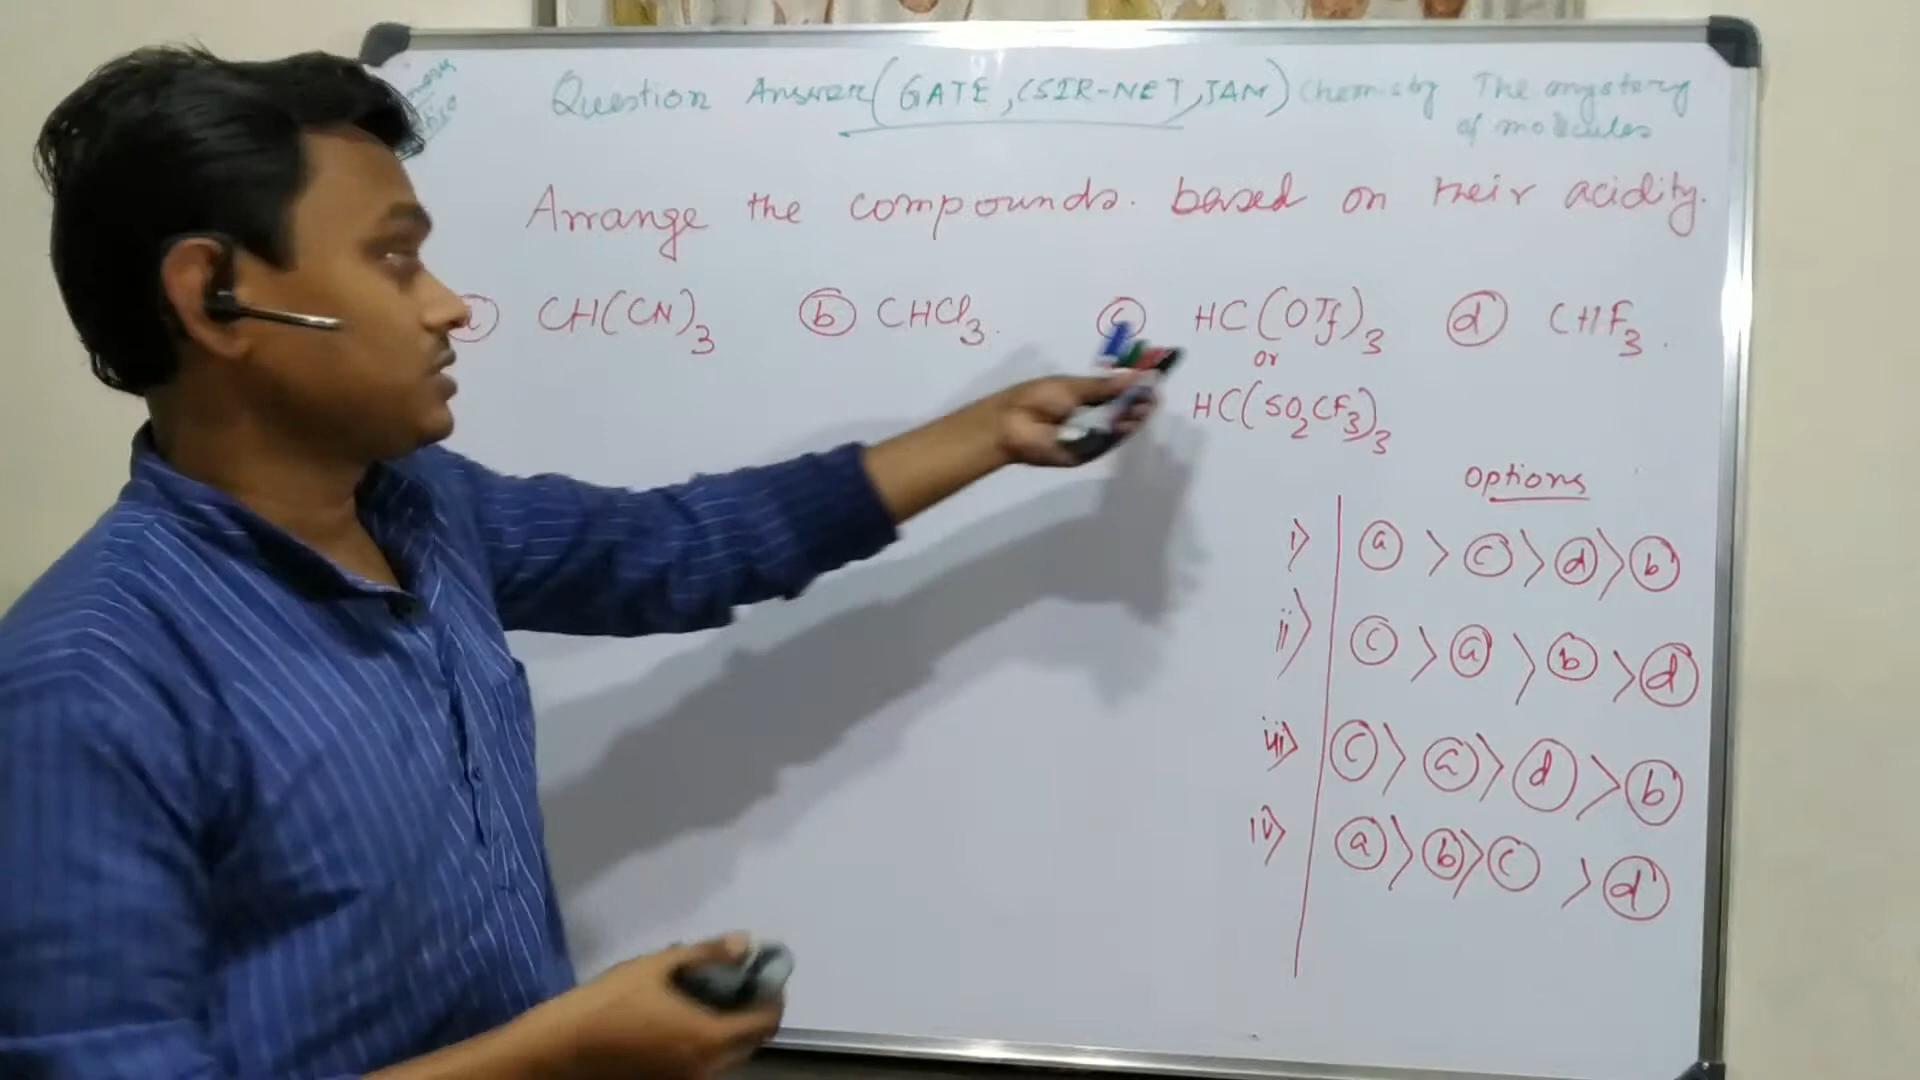 Question Answer (GATE, CSIR-NET, JAM) Chemistry The mystery
of molecules
Arrange the compounds. based on their acidity.
a) CH(CN)3 (b) CHCl3. (c) HC(OTf)3 (d) CHF3.
or
HC(SO2CF3)3
Options
i) (a) > (c) > (d) > (b)
ii) (c) > (a) > (b) > (d)
iii) (c) > (a) > (d) > (b)
iv) (a) > (b) > (c) > (d)